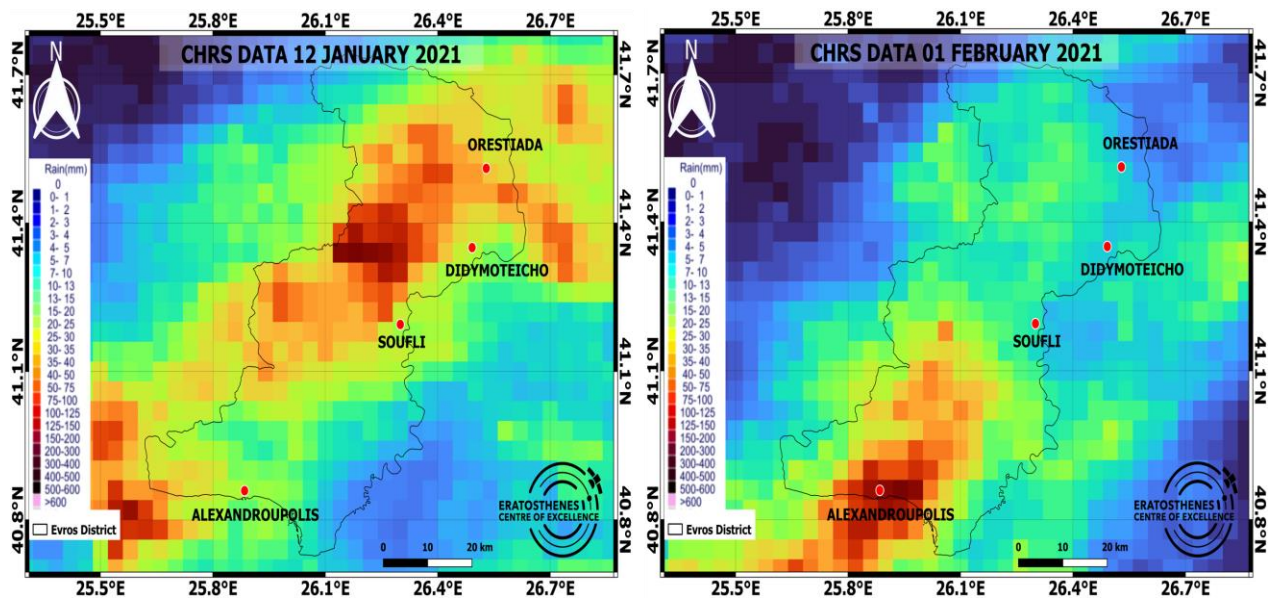 25.5°E 25.8°E 26.1°E 26.4°E 26.7°E
CHRS DATA 12 JANUARY 2021
N
41.7°N
41.7°N
ORESTIADA
Rain(mm)
0
0- 1
1- 2
2- 3
3- 4
4- 5
5- 7
7- 10
10- 13
13- 15
15- 20
20- 25
25- 30
30- 35
35- 40
40- 50
50- 75
75-100
100-125
125-150
150-200
200-300
300-400
400-500
500-600
>600
Evros District
41.4°N
41.4°N
DIDYMOTEICHO
SOUFLI
41.1°N
41.1°N
ALEXANDROUPOLIS
40.8°N
40.8°N
ERATOSTHENES
CENTRE OF EXCELLENCE
0 10 20 km
25.5°E 25.8°E 26.1°E 26.4°E 26.7°E
25.5°E 25.8°E 26.1°E 26.4°E 26.7°E
CHRS DATA 01 FEBRUARY 2021
N
41.7°N
41.7°N
ORESTIADA
Rain(mm)
0
0- 1
1- 2
2- 3
3- 4
4- 5
5- 7
7- 10
10- 13
13- 15
15- 20
20- 25
25- 30
30- 35
35- 40
40- 50
50- 75
75-100
100-125
125-150
150-200
200-300
300-400
400-500
500-600
>600
Evros District
41.4°N
41.4°N
DIDYMOTEICHO
SOUFLI
41.1°N
41.1°N
ALEXANDROUPOLIS
40.8°N
40.8°N
ERATOSTHENES
CENTRE OF EXCELLENCE
0 10 20 km
25.5°E 25.8°E 26.1°E 26.4°E 26.7°E